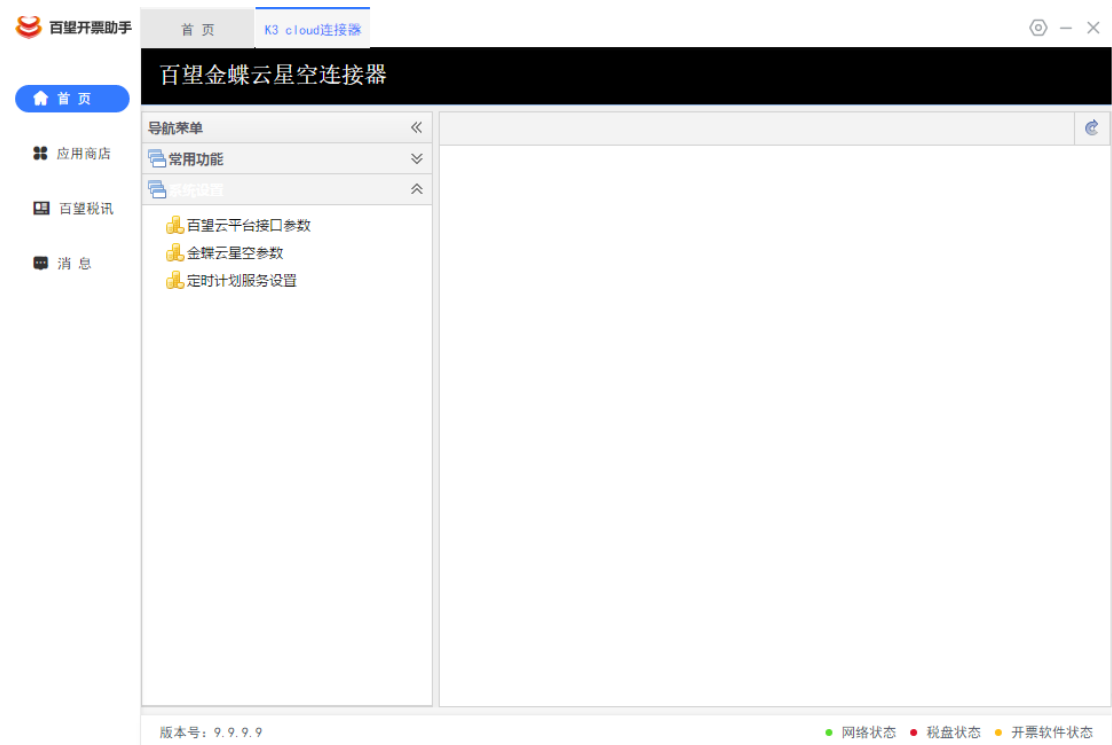 百望开票助手
首 页
K3 cloud连接器
百望金蝶云星空连接器
首 页
应用商店
百望税讯
消 息
导航菜单
常用功能
系统设置
百望云平台接口参数
金蝶云星空参数
定时计划服务设置
版本号: 9.9.9.9
网络状态
税盘状态
开票软件状态